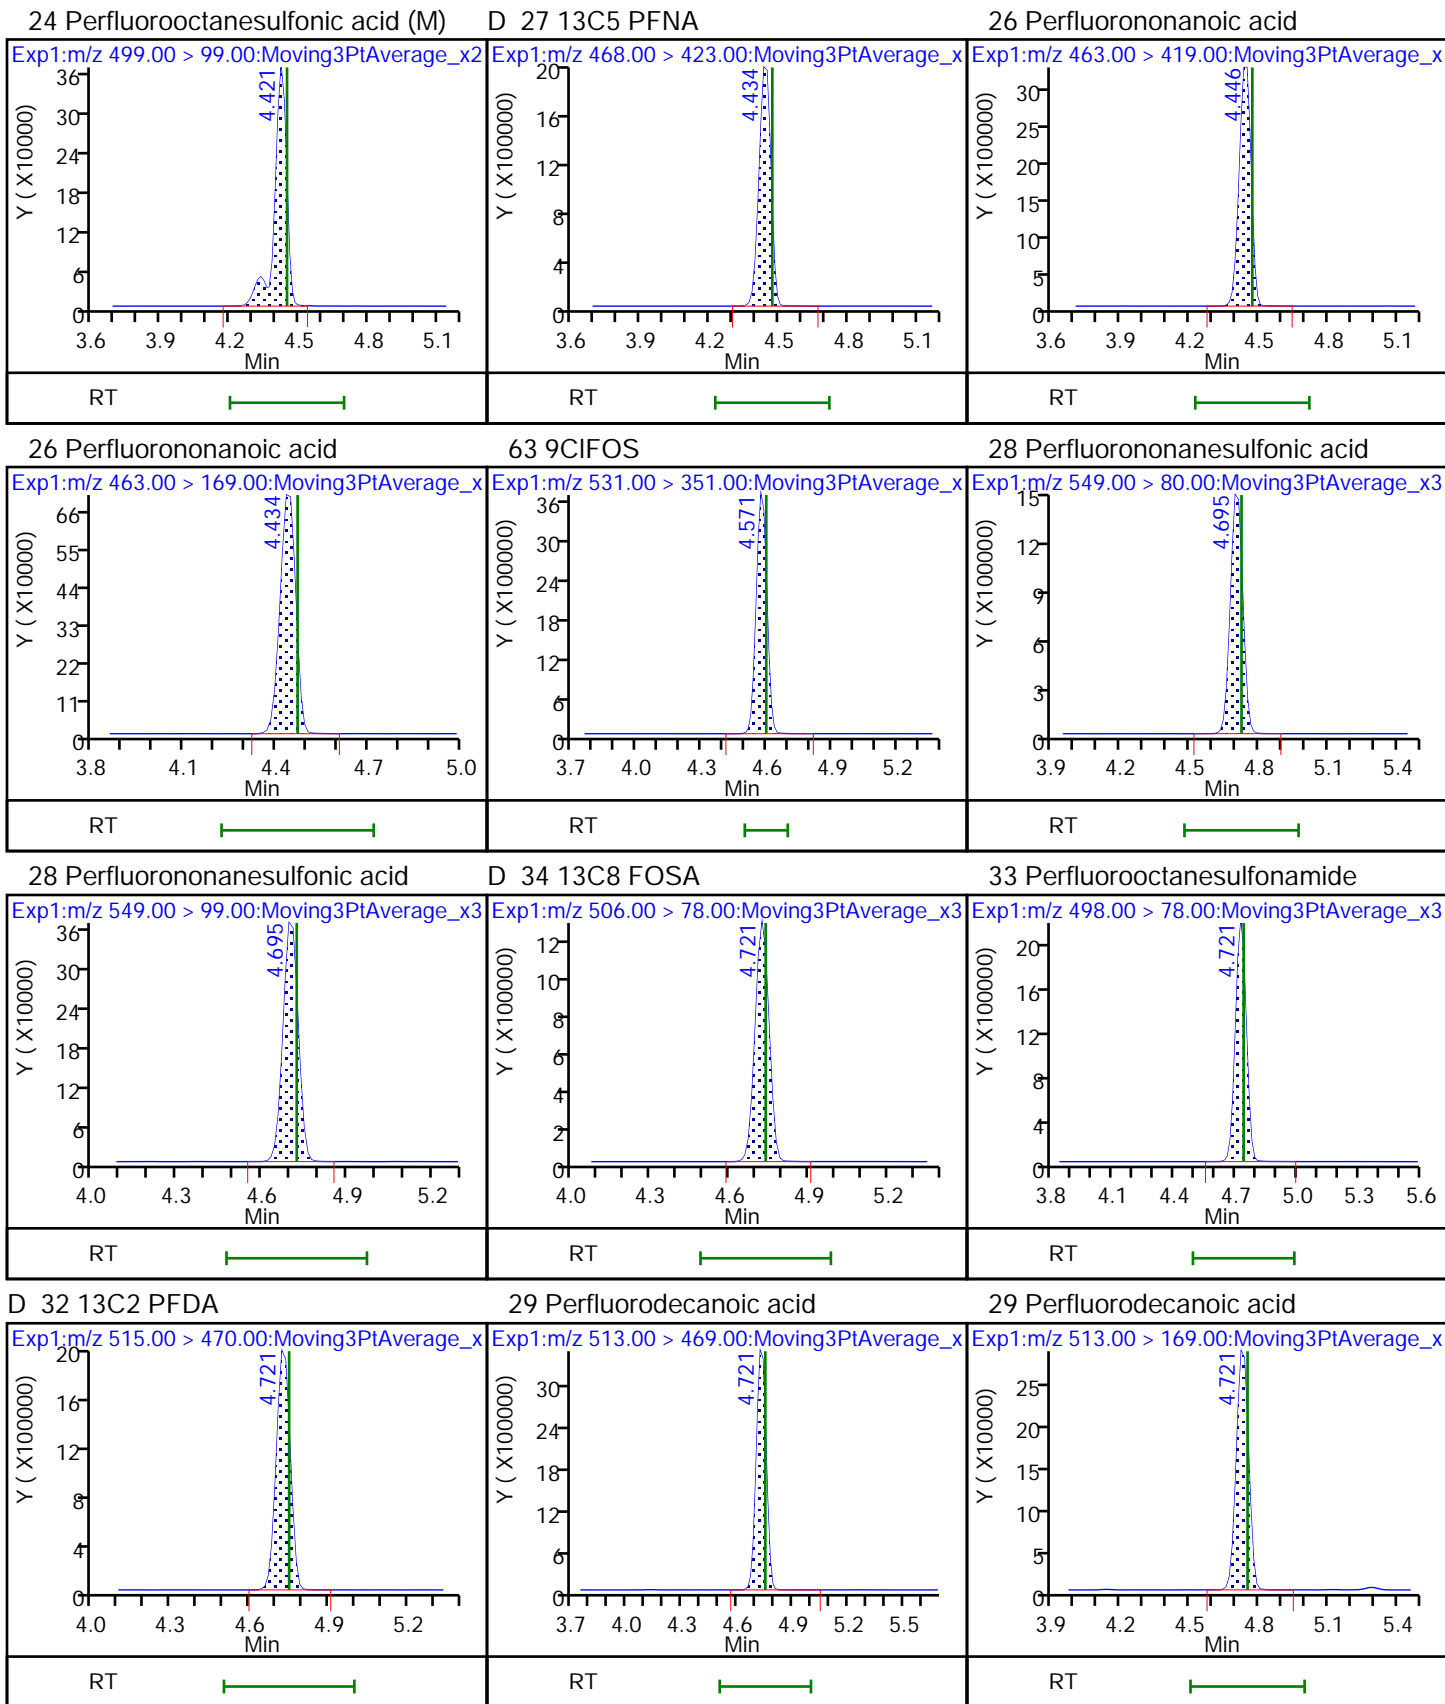 24 Perfluorooctanesulfonic acid (M)
Exp1:m/z 499.00 > 99.00:Moving3PtAverage_x2
4.421
Y ( X100000)
36
30
24
18
12
6
0
3.6 3.9 4.2 4.5 4.8 5.1
Min
RT
D 27 13C5 PFNA
Exp1:m/z 468.00 > 423.00:Moving3PtAverage_x
4.434
Y ( X100000)
20
16
12
8
4
0
3.6 3.9 4.2 4.5 4.8 5.1
Min
RT
26 Perfluorononanoic acid
Exp1:m/z 463.00 > 419.00:Moving3PtAverage_x
4.446
Y ( X100000)
30
25
20
15
10
5
0
3.6 3.9 4.2 4.5 4.8 5.1
Min
RT
26 Perfluorononanoic acid
Exp1:m/z 463.00 > 169.00:Moving3PtAverage_x
4.434
Y ( X10000)
66
55
44
33
22
11
0
3.8 4.1 4.4 4.7 5.0
Min
RT
63 9ClFOS
Exp1:m/z 531.00 > 351.00:Moving3PtAverage_x
4.571
Y ( X100000)
36
30
24
18
12
6
0
3.7 4.0 4.3 4.6 4.9 5.2
Min
RT
28 Perfluorononanesulfonic acid
Exp1:m/z 549.00 > 80.00:Moving3PtAverage_x3
4.695
Y ( X100000)
15
12
9
6
3
0
3.9 4.2 4.5 4.8 5.1 5.4
Min
RT
28 Perfluorononanesulfonic acid
Exp1:m/z 549.00 > 99.00:Moving3PtAverage_x3
4.695
Y ( X10000)
36
30
24
18
12
6
0
4.0 4.3 4.6 4.9 5.2
Min
RT
D 34 13C8 FOSA
Exp1:m/z 506.00 > 78.00:Moving3PtAverage_x3
4.721
Y ( X100000)
12
10
8
6
4
2
0
4.0 4.3 4.6 4.9 5.2
Min
RT
33 Perfluorooctanesulfonamide
Exp1:m/z 498.00 > 78.00:Moving3PtAverage_x3
4.721
Y ( X100000)
20
16
12
8
4
0
3.8 4.1 4.4 4.7 5.0 5.3 5.6
Min
RT
D 32 13C2 PFDA
Exp1:m/z 515.00 > 470.00:Moving3PtAverage_x
4.721
Y ( X100000)
20
16
12
8
4
0
4.0 4.3 4.6 4.9 5.2
Min
RT
29 Perfluorodecanoic acid
Exp1:m/z 513.00 > 469.00:Moving3PtAverage_x
4.721
Y ( X100000)
30
24
18
12
6
0
3.7 4.0 4.3 4.6 4.9 5.2 5.5
Min
RT
29 Perfluorodecanoic acid
Exp1:m/z 513.00 > 169.00:Moving3PtAverage_x
4.721
Y ( X10000)
25
20
15
10
5
0
3.9 4.2 4.5 4.8 5.1 5.4
Min
RT